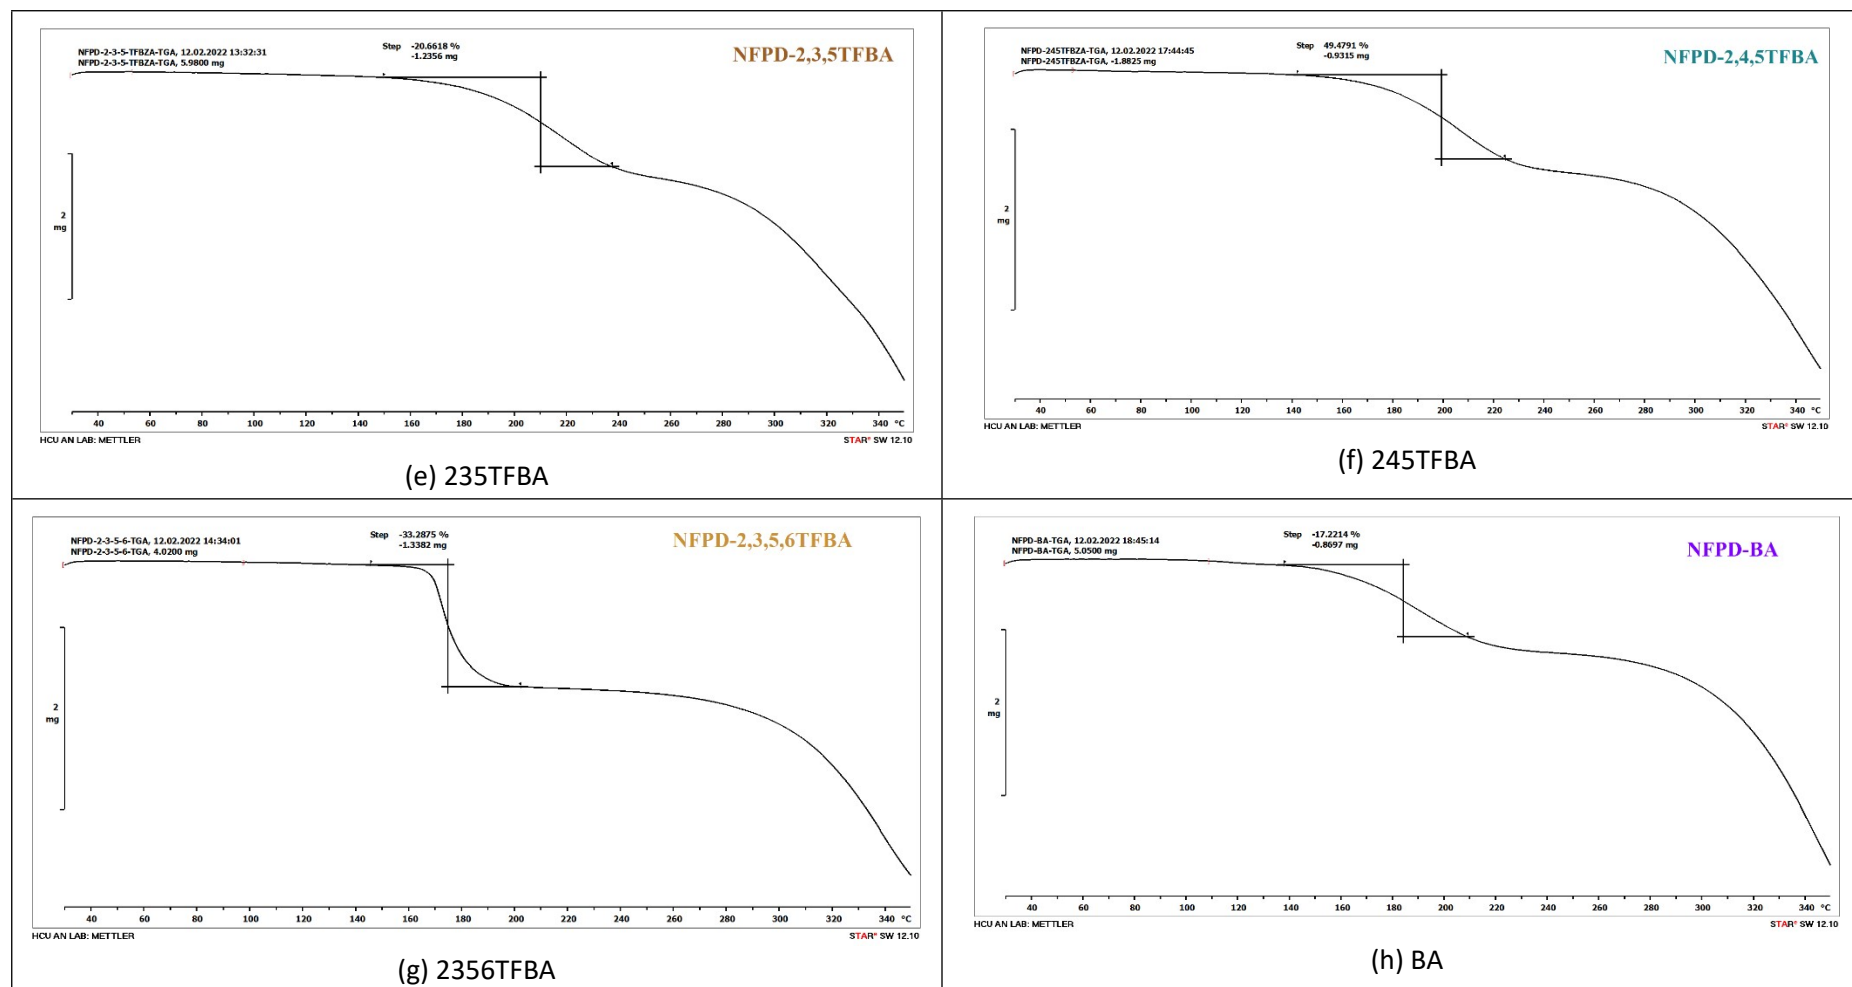 NFPD-2-3-5-TFBZA-TGA, 12.02.2022 13:32:31
NFPD-2-3-5-TFBZA-TGA, 5.9800 mg
Step -20.6618 %
-1.2356 mg
NFPD-2,3,5TFBA
2
mg
40 60 80 100 120 140 160 180 200 220 240 260 280 300 320 340 °C
HCU AN LAB: METTLER
STAR® SW 12.10
(e) 235TFBA
NFPD-245TFBZA-TGA, 12.02.2022 17:44:45
NFPD-245TFBZA-TGA, -1.8825 mg
Step 49.4791 %
-0.9315 mg
NFPD-2,4,5TFBA
2
mg
40 60 80 100 120 140 160 180 200 220 240 260 280 300 320 340 °C
HCU AN LAB: METTLER
STAR® SW 12.10
(f) 245TFBA
NFPD-2-3-5-6-TGA, 12.02.2022 14:34:01
NFPD-2-3-5-6-TGA, 4.0200 mg
Step -33.2875 %
-1.3382 mg
NFPD-2,3,5,6TFBA
2
mg
40 60 80 100 120 140 160 180 200 220 240 260 280 300 320 340 °C
HCU AN LAB: METTLER
STAR® SW 12.10
(g) 2356TFBA
NFPD-BA-TGA, 12.02.2022 18:45:14
NFPD-BA-TGA, 5.0500 mg
Step -17.2214 %
-0.8697 mg
NFPD-BA
2
mg
40 60 80 100 120 140 160 180 200 220 240 260 280 300 320 340 °C
HCU AN LAB: METTLER
STAR® SW 12.10
(h) BA